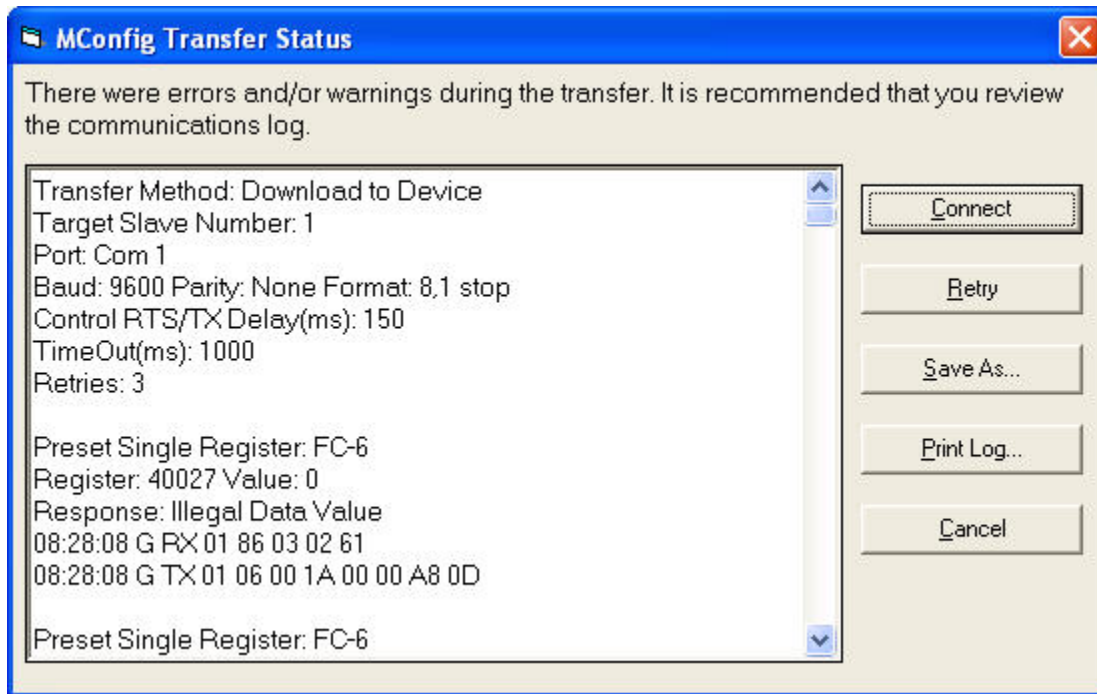 MConfig Transfer Status
There were errors and/or warnings during the transfer. It is recommended that you review
the communications log.
Transfer Method: Download to Device
Target Slave Number: 1
Port: Com 1
Baud: 9600 Parity: None Format: 8,1 stop
Control RTS/TX Delay(ms): 150
TimeOut(ms): 1000
Retries: 3
Preset Single Register: FC-6
Register: 40027 Value: 0
Response: Illegal Data Value
08:28:08 G RX 01 86 03 02 61
08:28:08 G TX 01 06 00 1A 00 00 A8 0D
Preset Single Register: FC-6
Connect
Retry
Save As...
Print Log...
Cancel